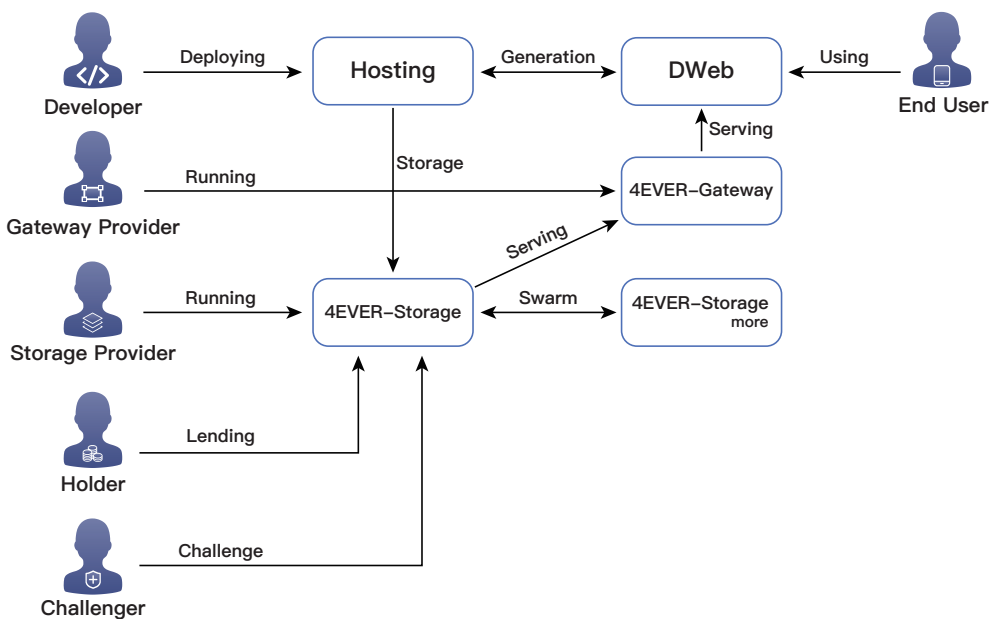 Deploying
Hosting
Generation
DWeb
Using
Developer
End User
Serving
Storage
Running
4EVER-Gateway
Gateway Provider
Serving
Running
4EVER-Storage
Swarm
4EVER-Storage
more
Storage Provider
Lending
Holder
Challenge
Challenger